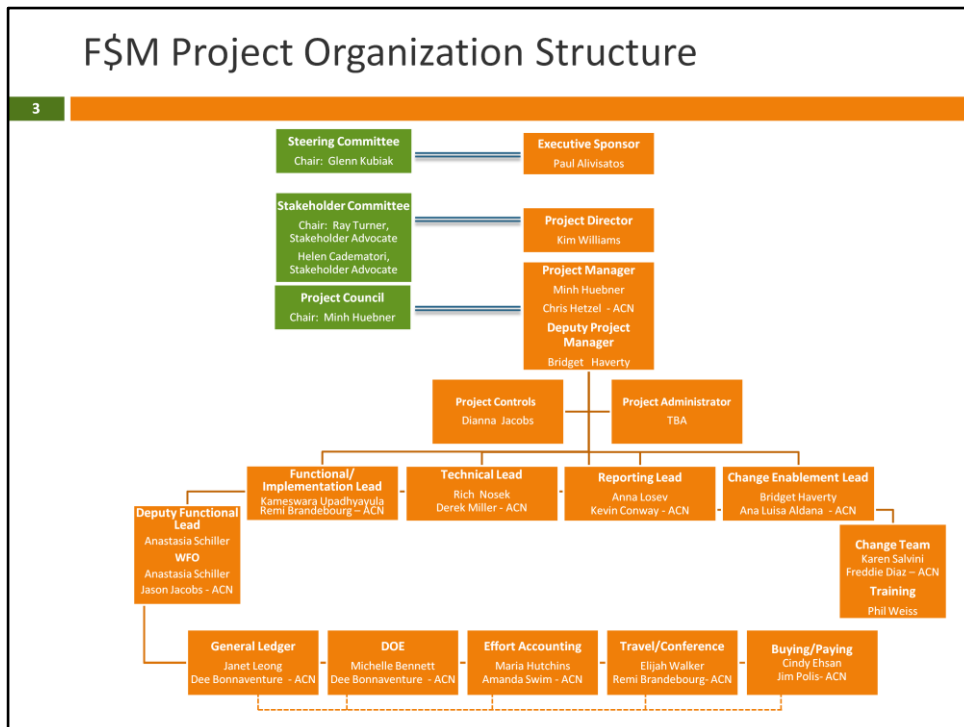 F$M Project Organization Structure
3
Steering Committee
Chair: Glenn Kubiak
Executive Sponsor
Paul Alivisatos
Stakeholder Committee
Chair: Ray Turner,
Stakeholder Advocate
Helen Cadematori,
Stakeholder Advocate
Project Director
Kim Williams
Project Council
Chair: Minh Huebner
Project Manager
Minh Huebner
Chris Hetzel - ACN
Deputy Project
Manager
Bridget Haverty
Project Controls
Dianna Jacobs
Project Administrator
TBA
Functional/
Implementation Lead
Kameswara Upadhyayula
Remi Brandebourg – ACN
Technical Lead
Rich Nosek
Derek Miller - ACN
Reporting Lead
Anna Losev
Kevin Conway - ACN
Change Enablement Lead
Bridget Haverty
Ana Luisa Aldana - ACN
Deputy Functional
Lead
Anastasia Schiller
WFO
Anastasia Schiller
Jason Jacobs - ACN
Change Team
Karen Salvini
Freddie Diaz – ACN
Training
Phil Weiss
General Ledger
Janet Leong
Dee Bonnaventure - ACN
DOE
Michelle Bennett
Dee Bonnaventure - ACN
Effort Accounting
Maria Hutchins
Amanda Swim - ACN
Travel/Conference
Elijah Walker
Remi Brandebourg- ACN
Buying/Paying
Cindy Ehsan
Jim Polis- ACN